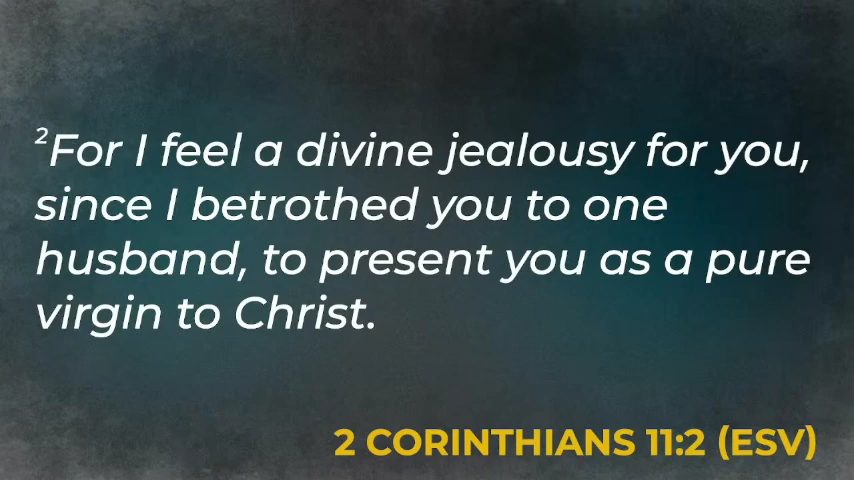 ²For I feel a divine jealousy for you,
since I betrothed you to one
husband, to present you as a pure
virgin to Christ.
2 CORINTHIANS 11:2 (ESV)